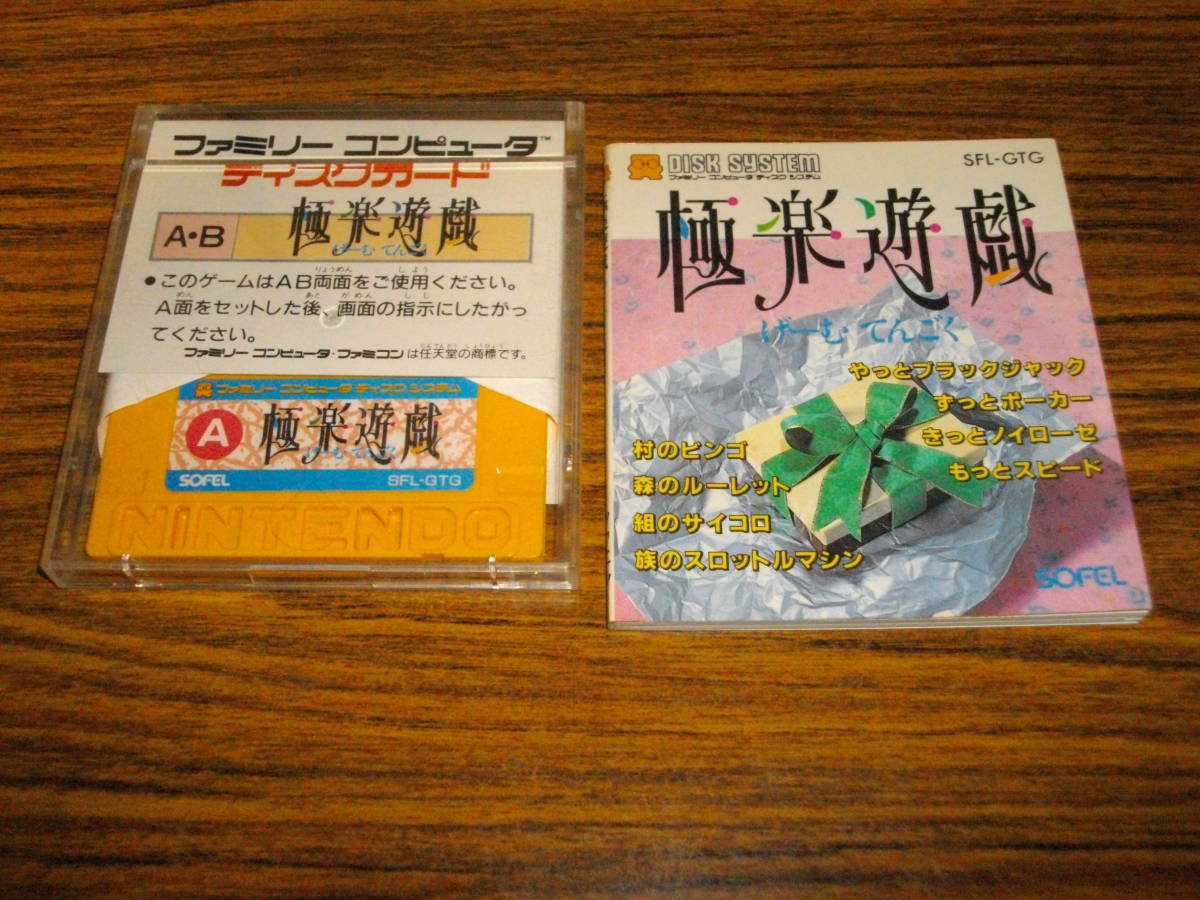 ファミリー コンピュータ™
ディスクカード
A・B
極楽遊戯
げーむ てんごく
●このゲームはAB両面をご使用ください。
A面をセットした後、画面の指示にしたがっ
てください。
ファミリー コンピュータ・ファミコンは任天堂の商標です。
ファミリー コンピュータ ディスク システム
A
極楽遊戯
げーむ てんごく
SOFEL
SFL-GTG
NINTENDO
DISK SYSTEM
ファミリー コンピュータ ディスク システム
SFL-GTG
極楽遊戯
げーむ てんごく
やっとブラックジャック
ずっとポーカー
きっとノイローゼ
もっとスピード
村のビンゴ
森のルーレット
組のサイコロ
族のスロットルマシン
SOFEL